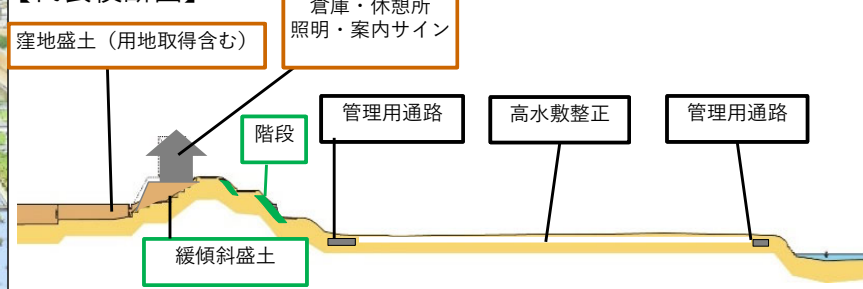 倉庫・休憩所
照明・案内サイン
窪地盛土（用地取得含む）
管理用通路
高水敷整正
管理用通路
階段
緩傾斜盛土